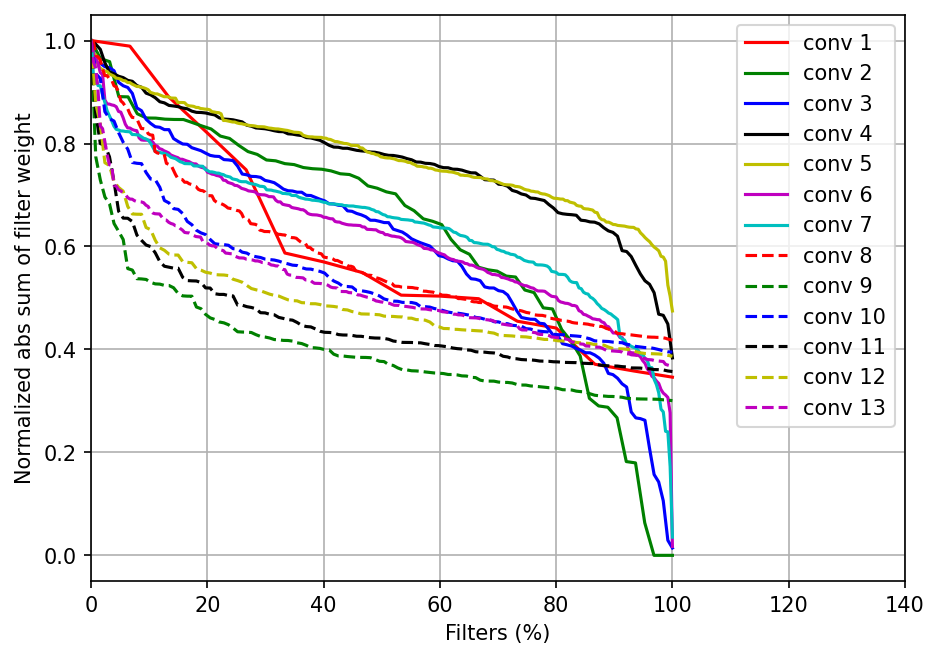 Normalized abs sum of filter weight
1.0
0.8
0.6
0.4
0.2
0.0
0 20 40 60 80 100 120 140
Filters (%)
conv 1
conv 2
conv 3
conv 4
conv 5
conv 6
conv 7
conv 8
conv 9
conv 10
conv 11
conv 12
conv 13